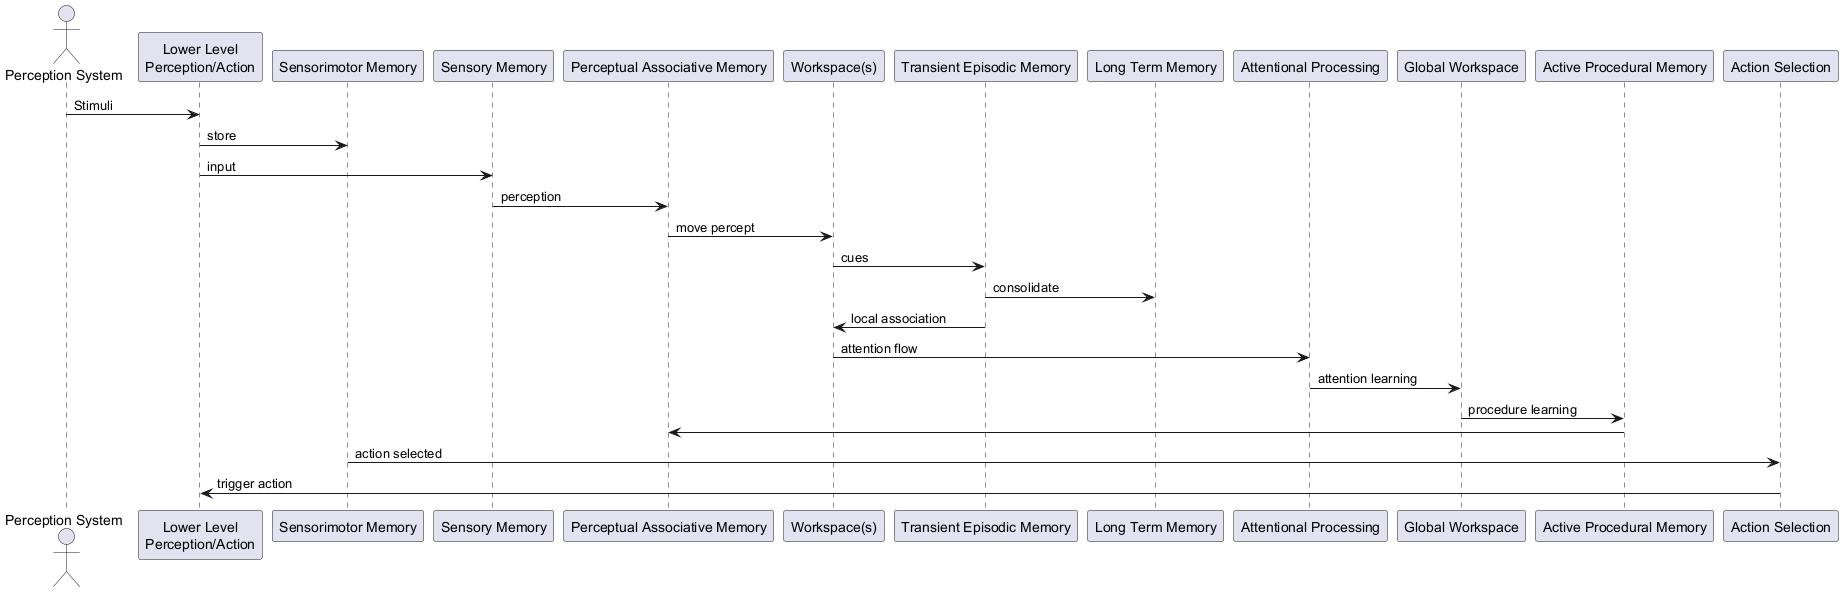 Perception System
Lower Level
Perception/Action
Sensorimotor Memory
Sensory Memory
Perceptual Associative Memory
Workspace(s)
Transient Episodic Memory
Long Term Memory
Attentional Processing
Global Workspace
Active Procedural Memory
Action Selection
Stimuli
store
input
perception
move percept
cues
consolidate
local association
attention flow
attention learning
procedure learning
action selected
trigger action
Perception System
Lower Level
Perception/Action
Sensorimotor Memory
Sensory Memory
Perceptual Associative Memory
Workspace(s)
Transient Episodic Memory
Long Term Memory
Attentional Processing
Global Workspace
Active Procedural Memory
Action Selection